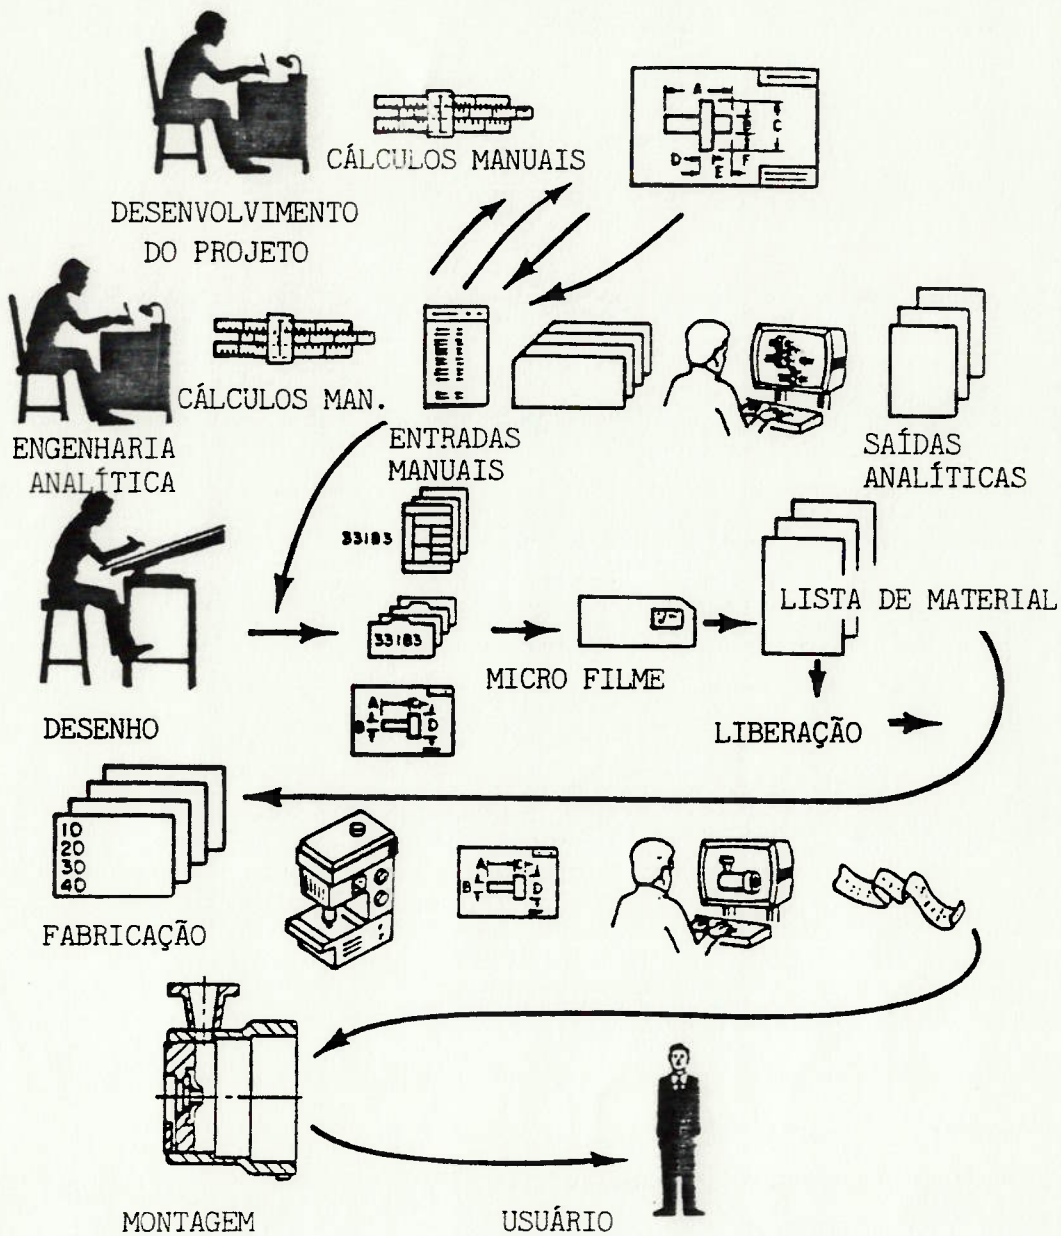 A
B
C
D
F
E
CÁLCULOS MANUAIS
DESENVOLVIMENTO
DO PROJETO
CÁLCULOS MAN.
ENGENHARIA
ANALÍTICA
ENTRADAS
MANUAIS
SAÍDAS
ANALÍTICAS
33183
33183
LISTA DE MATERIAL
MICRO FILME
A
B
D
DESENHO
LIBERAÇÃO
10
20
30
40
A
B
D
FABRICAÇÃO
MONTAGEM
USUÁRIO